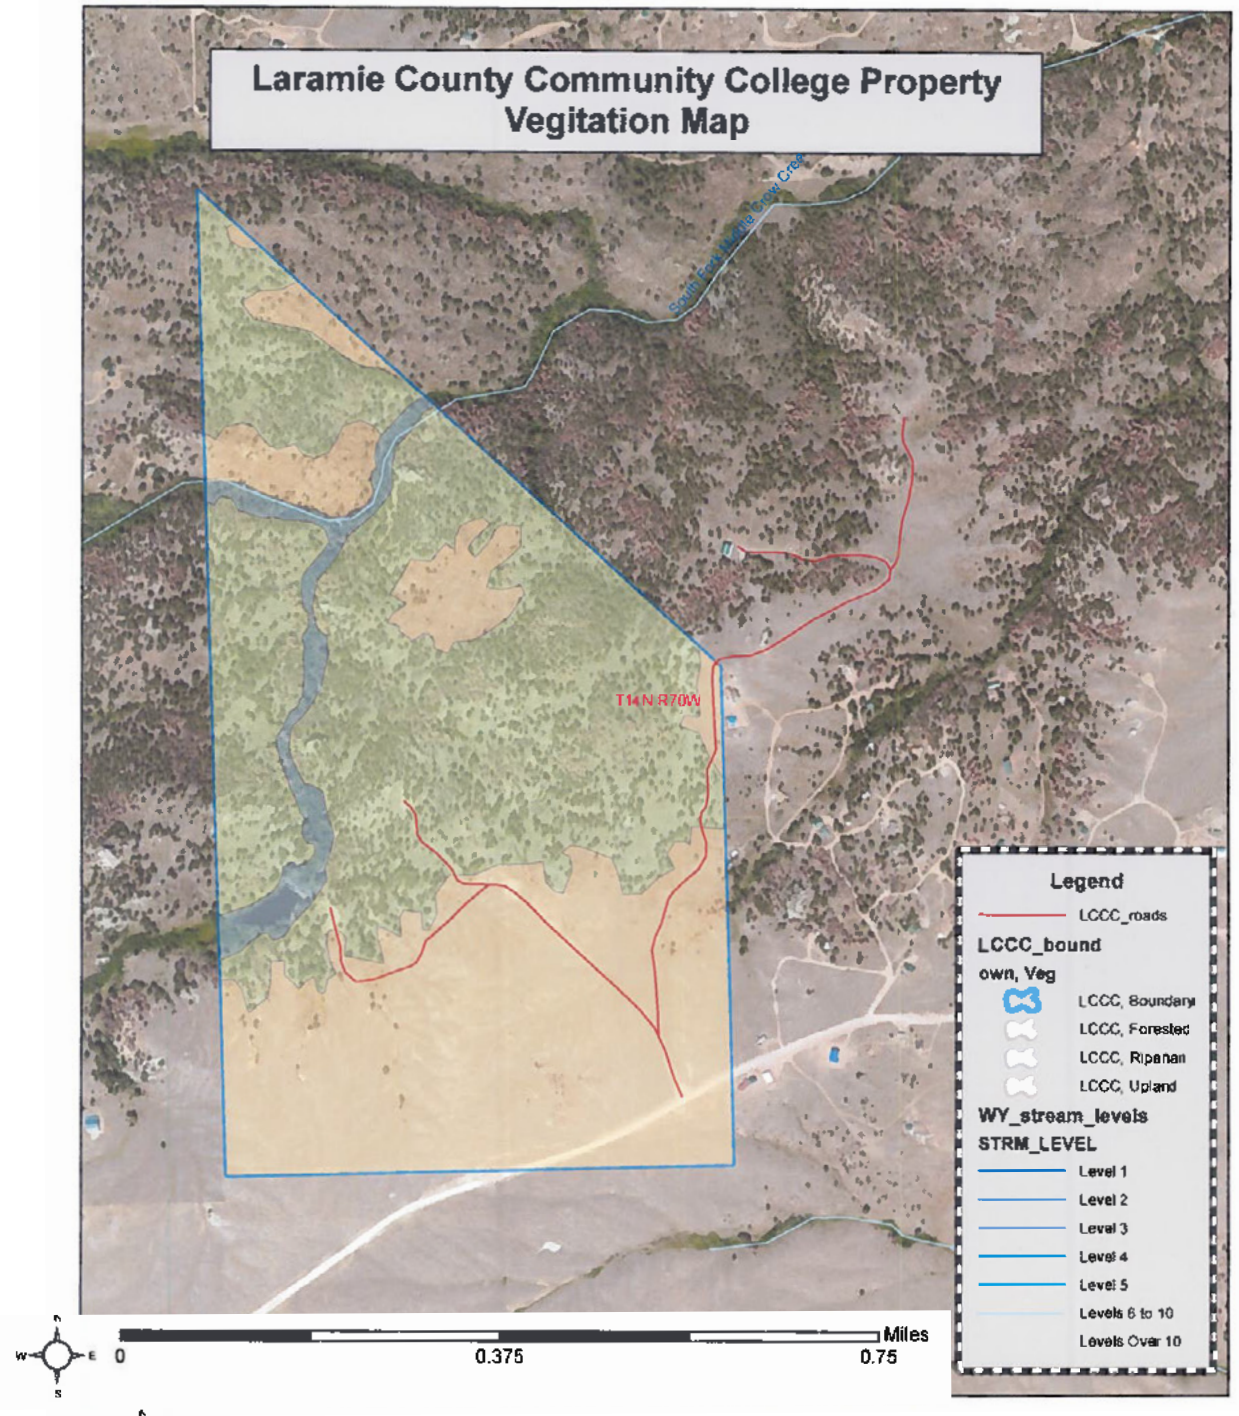 Laramie County Community College Property
Vegitation Map
South Fork Middle Crow Cree
T14N R70W
Legend
LCCC_roads
LCCC_bound
own, Veg
LCCC, Boundary
LCCC, Forested
LCCC, Riparian
LCCC, Upland
WY_stream_levels
STRM_LEVEL
Level 1
Level 2
Level 3
Level 4
Level 5
Levels 6 to 10
Levels Over 10
Miles
W E
S
0 0.375 0.75